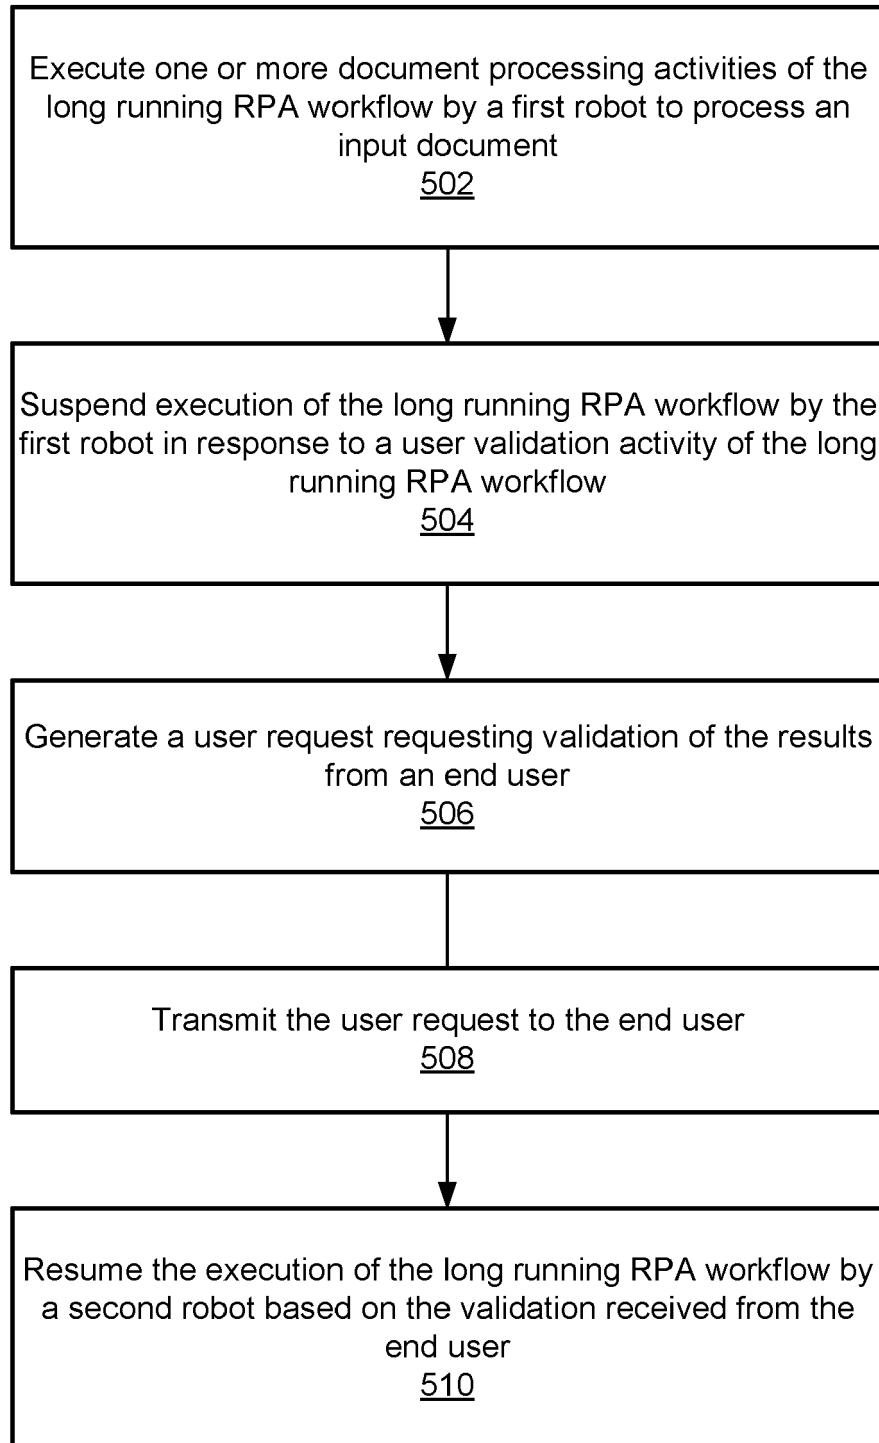 Execute one or more document processing activities of the
long running RPA workflow by a first robot to process an
input document
502
Suspend execution of the long running RPA workflow by the
first robot in response to a user validation activity of the long
running RPA workflow
504
Generate a user request requesting validation of the results
from an end user
506
Transmit the user request to the end user
508
Resume the execution of the long running RPA workflow by
a second robot based on the validation received from the
end user
510